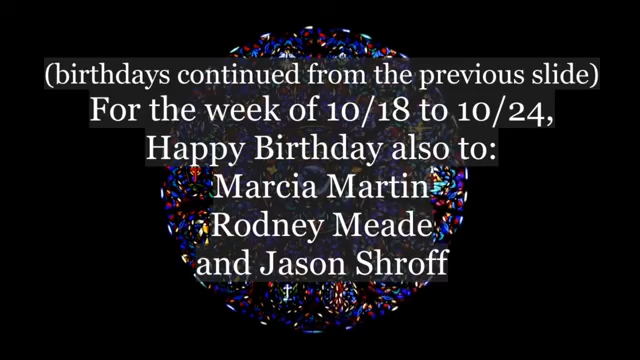 (birthdays continued from the previous slide)
For the week of 10/18 to 10/24,
Happy Birthday also to:
Marcia Martin
Rodney Meade
and Jason Shroff